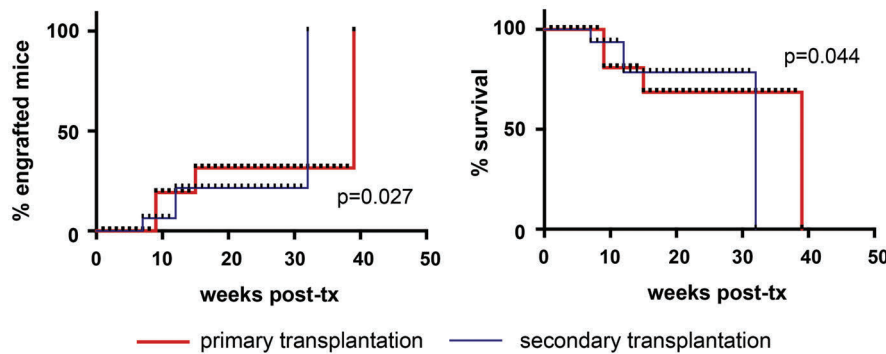 % engrafted mice
100
50
0
0 10 20 30 40 50
p=0.027
weeks post-tx
% survival
100
50
0
0 10 20 30 40 50
p=0.044
weeks post-tx
primary transplantation
secondary transplantation